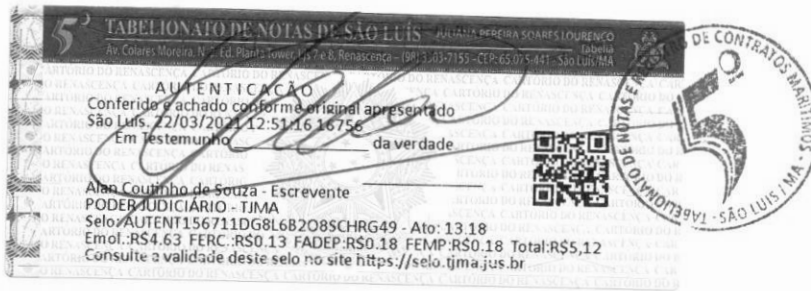 5º TABELIONATO DE NOTAS DE SÃO LUÍS JULIANA PEREIRA SOARES LOURENÇO
Tabeliã
Av. Colares Moreira, Ed. Planta Tower, Ljs 7 e 8, Renascença - (98) 3303-7155 - CEP: 65.075-441 - São Luís/MA
AUTENTICAÇÃO
Conferido e achado conforme original apresentado
São Luís, 22/03/2021 12:51:16 16756
Em Testemunho da verdade.
Alan Coutinho de Souza - Escrevente
PODER JUDICIÁRIO - TJMA
Selo: AUTENT156711DG8L6B2O8SCHRG49 - Ato: 13.18
Emol.:R$4.63 FERC.:R$0.13 FADEP:R$0.18 FEMP:R$0.18 Total:R$5,12
Consulte a validade deste selo no site https://selo.tjma.jus.br
TABELIONATO DE NOTAS E DE CONTRATOS MARÍTIMOS
5º
SÃO LUÍS / MA